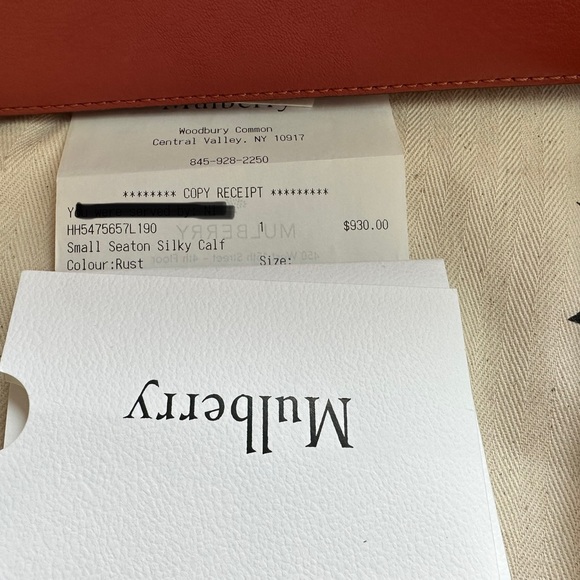 Woodbury Common
Central Valley, NY 10917
845-928-2250
******** COPY RECEIPT *********
HH5475657L190 1 $930.00
MULBERRY
Small Seaton Silky Calf
Colour:Rust Size:
Mulberry